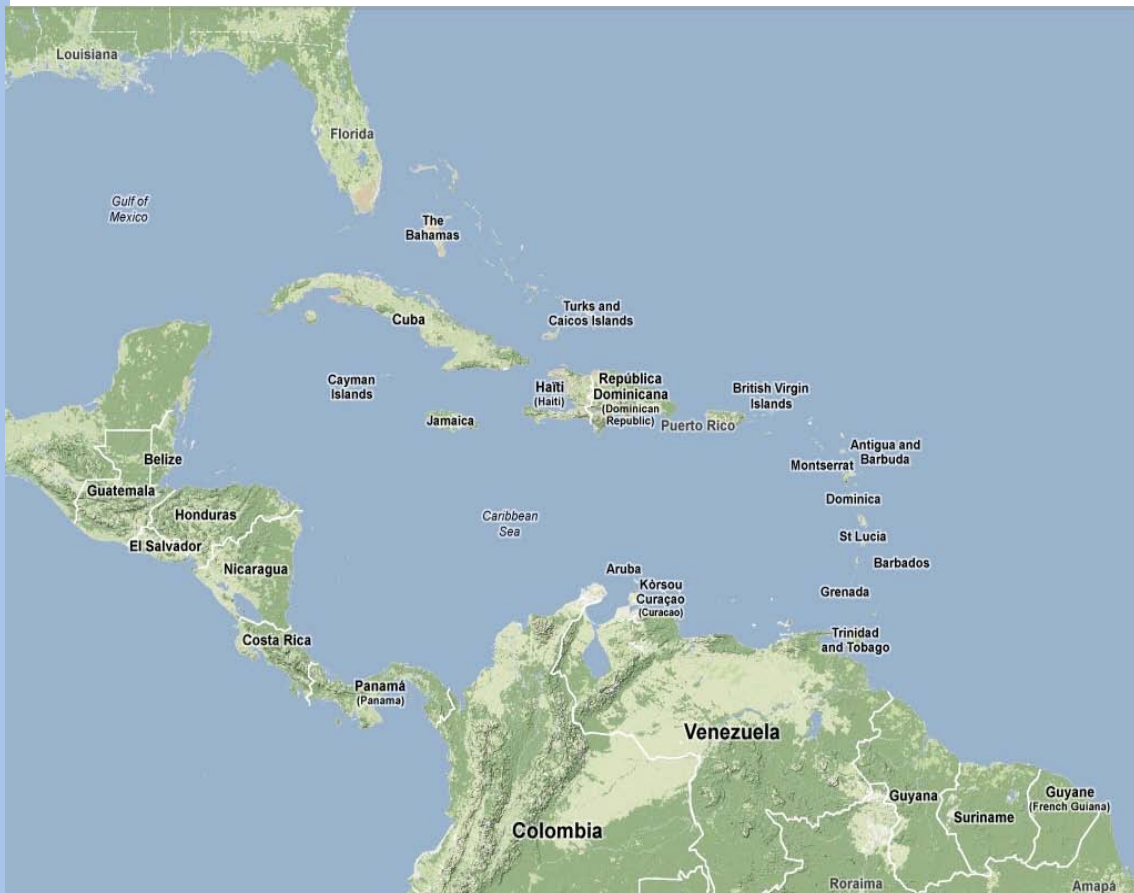 Louisiana
Florida
Gulf of
Mexico
The
Bahamas
Turks and
Caicos Islands
Cuba
Cayman
Islands
Haïti
(Haiti)
República
Dominicana
(Dominican
Republic)
British Virgin
Islands
Jamaica
Puerto Rico
Antigua and
Barbuda
Montserrat
Belize
Guatemala
Dominica
Honduras
Caribbean
Sea
St Lucia
El Salvador
Nicaragua
Barbados
Aruba
Kòrsou
Curaçao
(Curacao)
Grenada
Costa Rica
Trinidad
and Tobago
Panamá
(Panama)
Venezuela
Guyana
Guyane
(French Guiana)
Suriname
Colombia
Roraima
Amapá